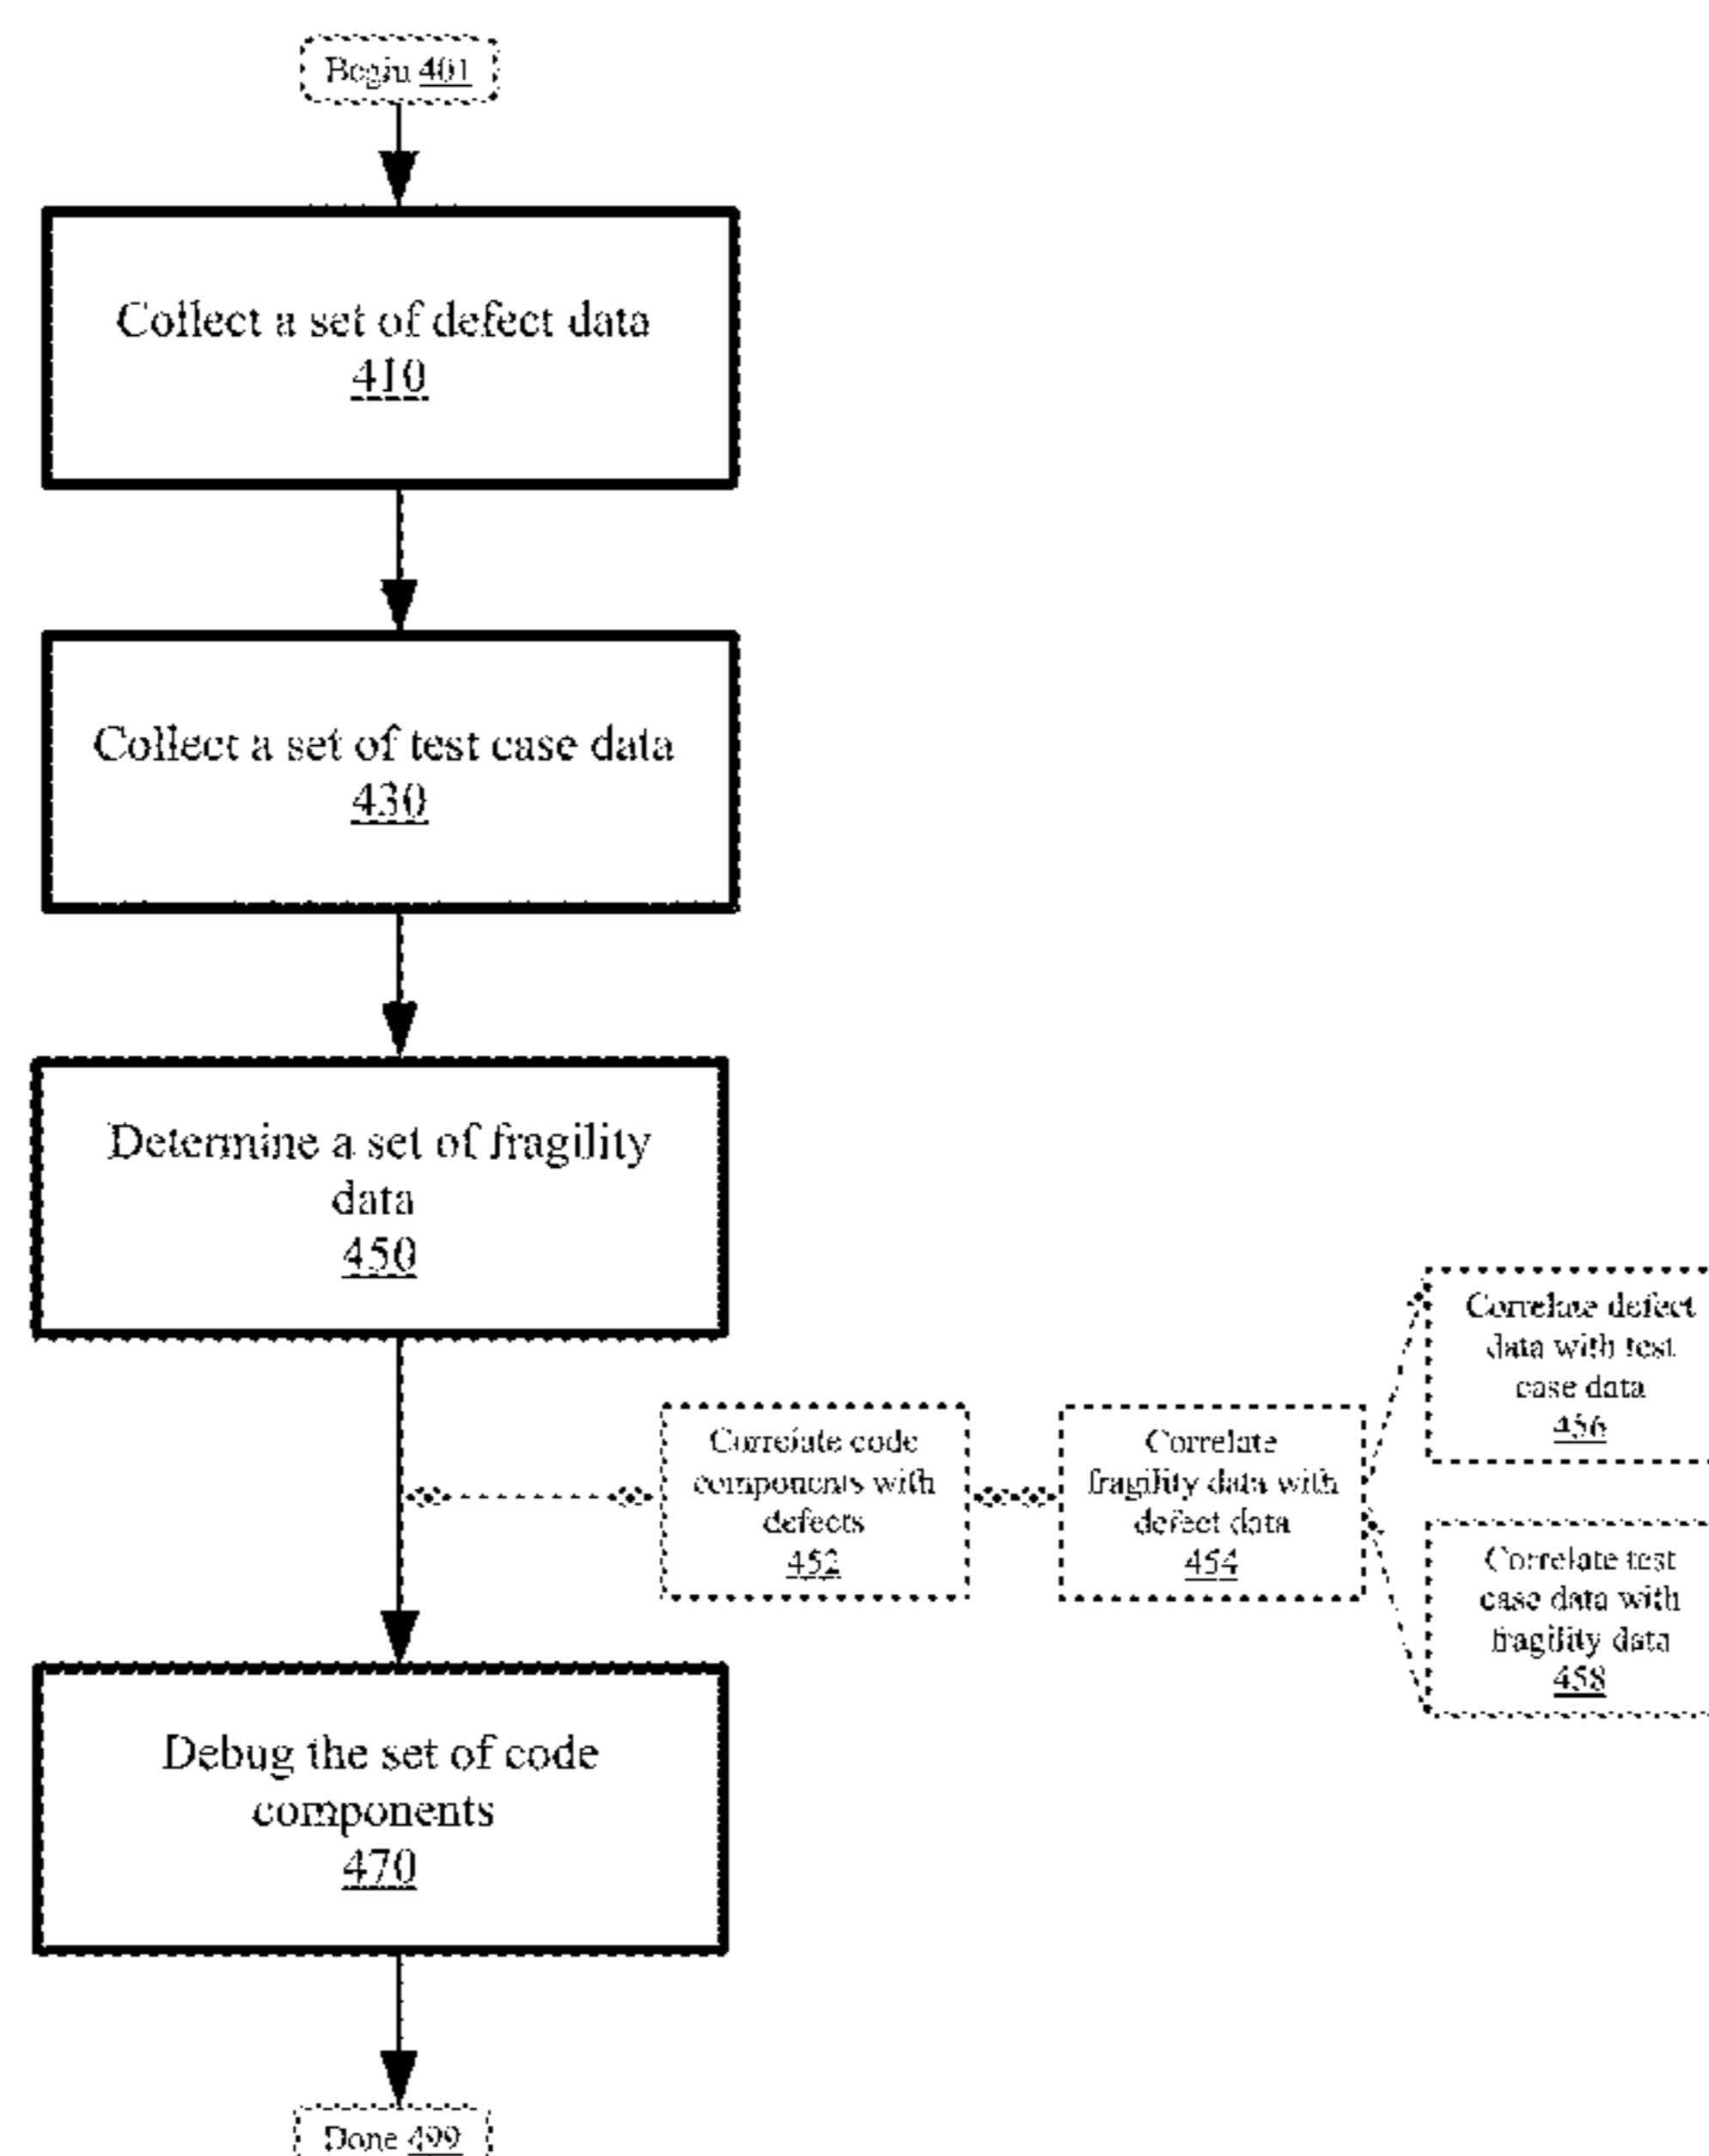 Begin 401
Collect a set of defect data
410
Collect a set of test case data
430
Determine a set of fragility
data
450
Correlate code
components with
defects
452
Correlate
fragility data with
defect data
454
Correlate defect
data with test
case data
456
Correlate test
case data with
fragility data
458
Debug the set of code
components
470
Done 499